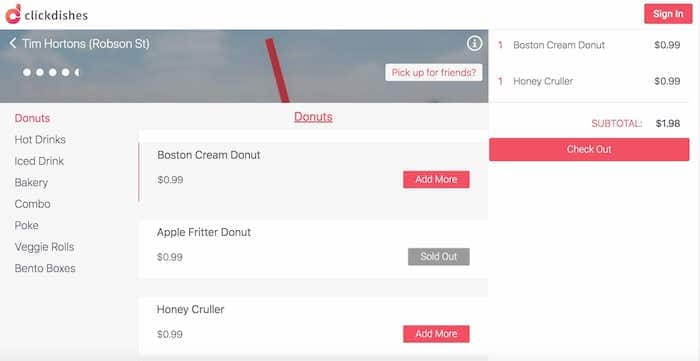 clickdishes
Sign In
Tim Hortons (Robson St)
Pick up for friends?
Donuts
Hot Drinks
Iced Drink
Bakery
Combo
Poke
Veggie Rolls
Bento Boxes
Donuts
Boston Cream Donut
$0.99
Add More
Apple Fritter Donut
$0.99
Sold Out
Honey Cruller
$0.99
Add More
1 Boston Cream Donut $0.99
1 Honey Cruller $0.99
SUBTOTAL: $1.98
Check Out